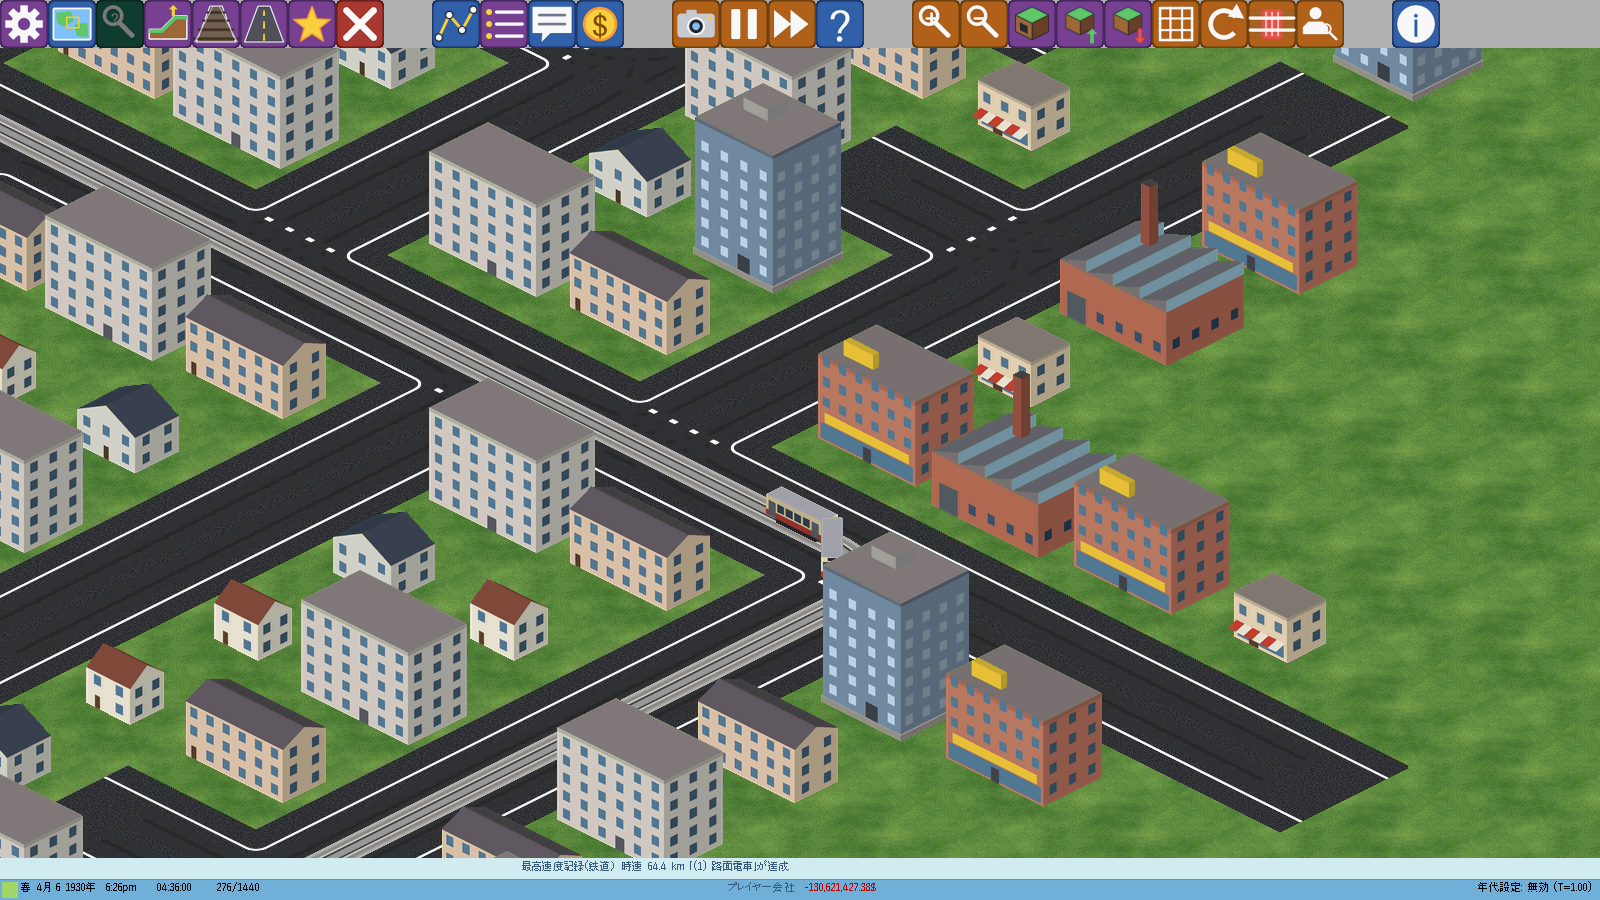 最高速度記録(鉄道) 時速 64.4 km 「(1) 路面電車」が達成
春 4月 6 1930年 6:26pm 04:36:00 276/1440 プレイヤー会社 -130,621,427.38$ 年代設定: 無効 (T=1.00)